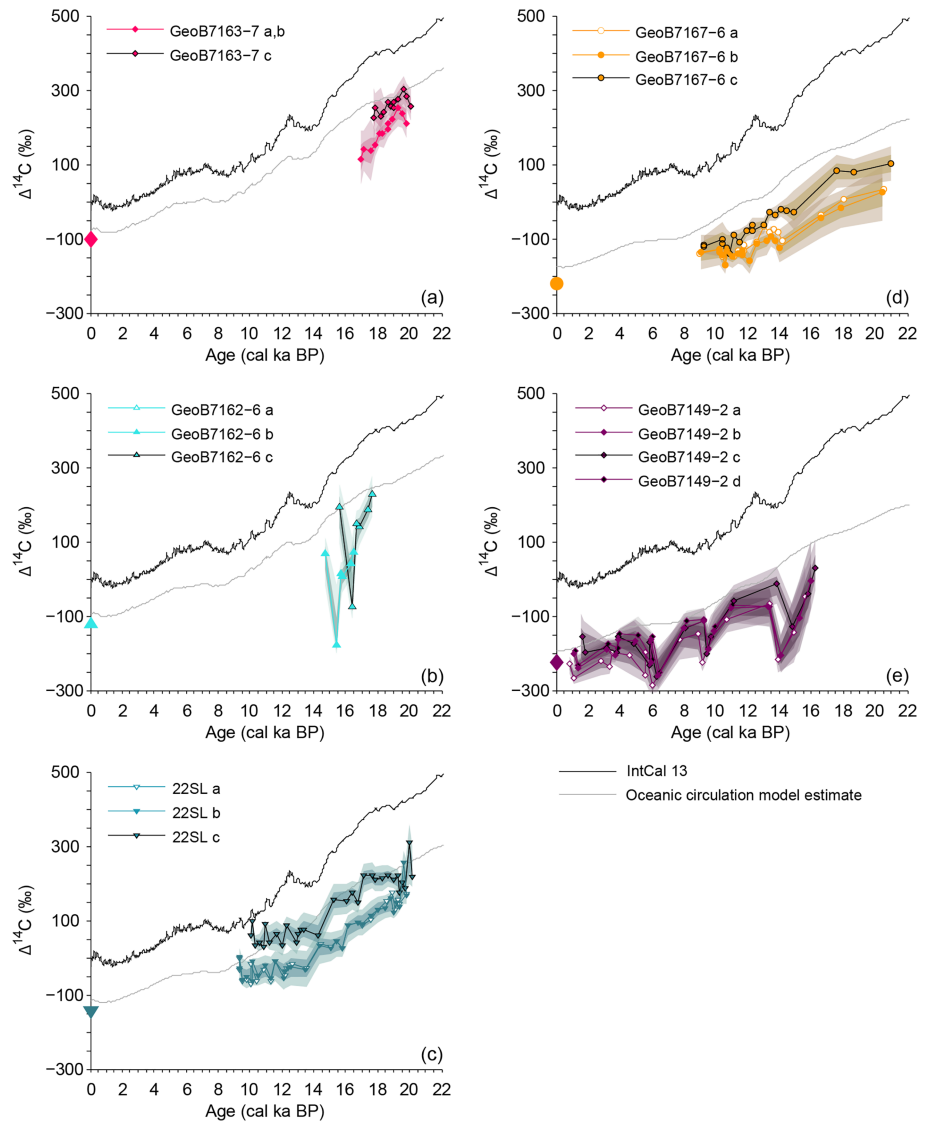 500
300
100
−100
−300
Δ¹⁴C (‰)
GeoB7163−7 a,b
GeoB7163−7 c
(a)
0 2 4 6 8 10 12 14 16 18 20 22
Age (cal ka BP)
500
300
100
−100
−300
Δ¹⁴C (‰)
GeoB7167−6 a
GeoB7167−6 b
GeoB7167−6 c
(d)
0 2 4 6 8 10 12 14 16 18 20 22
Age (cal ka BP)
500
300
100
−100
−300
Δ¹⁴C (‰)
GeoB7162−6 a
GeoB7162−6 b
GeoB7162−6 c
(b)
0 2 4 6 8 10 12 14 16 18 20 22
Age (cal ka BP)
500
300
100
−100
−300
Δ¹⁴C (‰)
GeoB7149−2 a
GeoB7149−2 b
GeoB7149−2 c
GeoB7149−2 d
(e)
0 2 4 6 8 10 12 14 16 18 20 22
Age (cal ka BP)
500
300
100
−100
−300
Δ¹⁴C (‰)
22SL a
22SL b
22SL c
(c)
0 2 4 6 8 10 12 14 16 18 20 22
Age (cal ka BP)
IntCal 13
Oceanic circulation model estimate